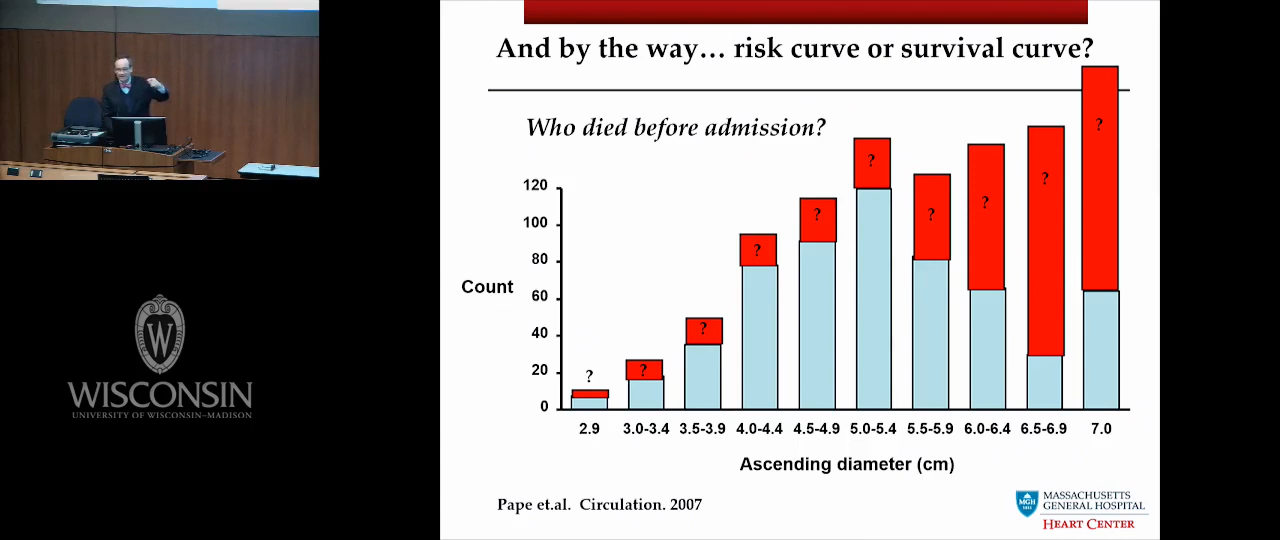 And by the way... risk curve or survival curve?
Who died before admission?
120
100
80
60
40
20
0
Count
? ? ? ? ? ? ? ? ? ?
2.9 3.0-3.4 3.5-3.9 4.0-4.4 4.5-4.9 5.0-5.4 5.5-5.9 6.0-6.4 6.5-6.9 7.0
Ascending diameter (cm)
Pape et.al. Circulation. 2007
MGH
1811
MASSACHUSETTS
GENERAL HOSPITAL
HEART CENTER
W
WISCONSIN
UNIVERSITY OF WISCONSIN–MADISON